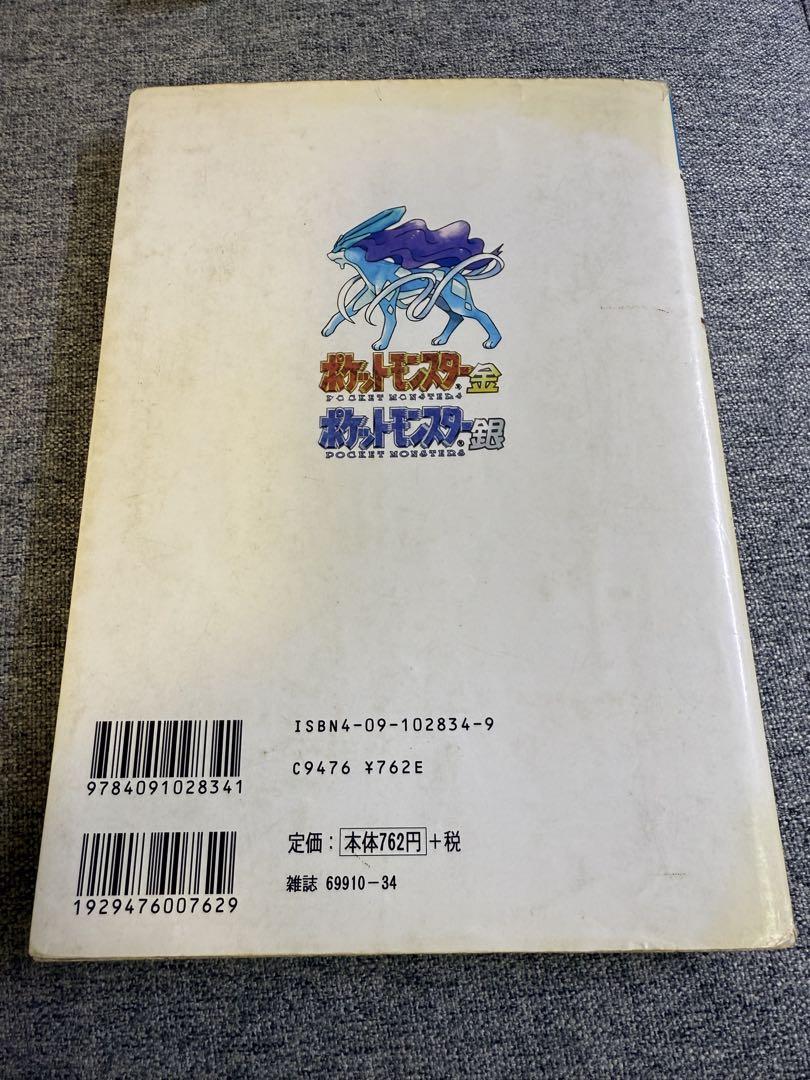 ポケットモンスター金
POCKET MONSTERS
ポケットモンスター®銀
POCKET MONSTERS
ISBN4-09-102834-9
C9476 ¥762E
9784091028341
定価：本体762円+税
雑誌 69910-34
1929476007629